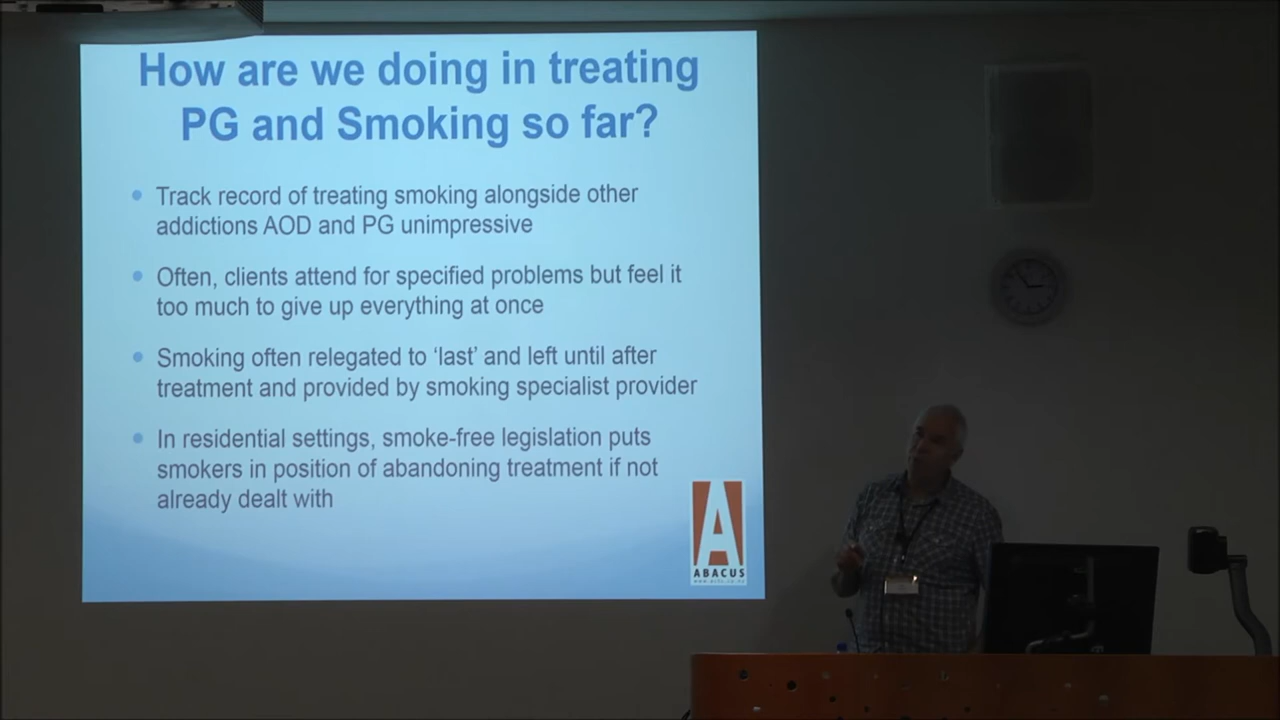 How are we doing in treating
PG and Smoking so far?
Track record of treating smoking alongside other
addictions AOD and PG unimpressive
Often, clients attend for specified problems but feel it
too much to give up everything at once
Smoking often relegated to ‘last’ and left until after
treatment and provided by smoking specialist provider
In residential settings, smoke-free legislation puts
smokers in position of abandoning treatment if not
already dealt with
A
ABACUS